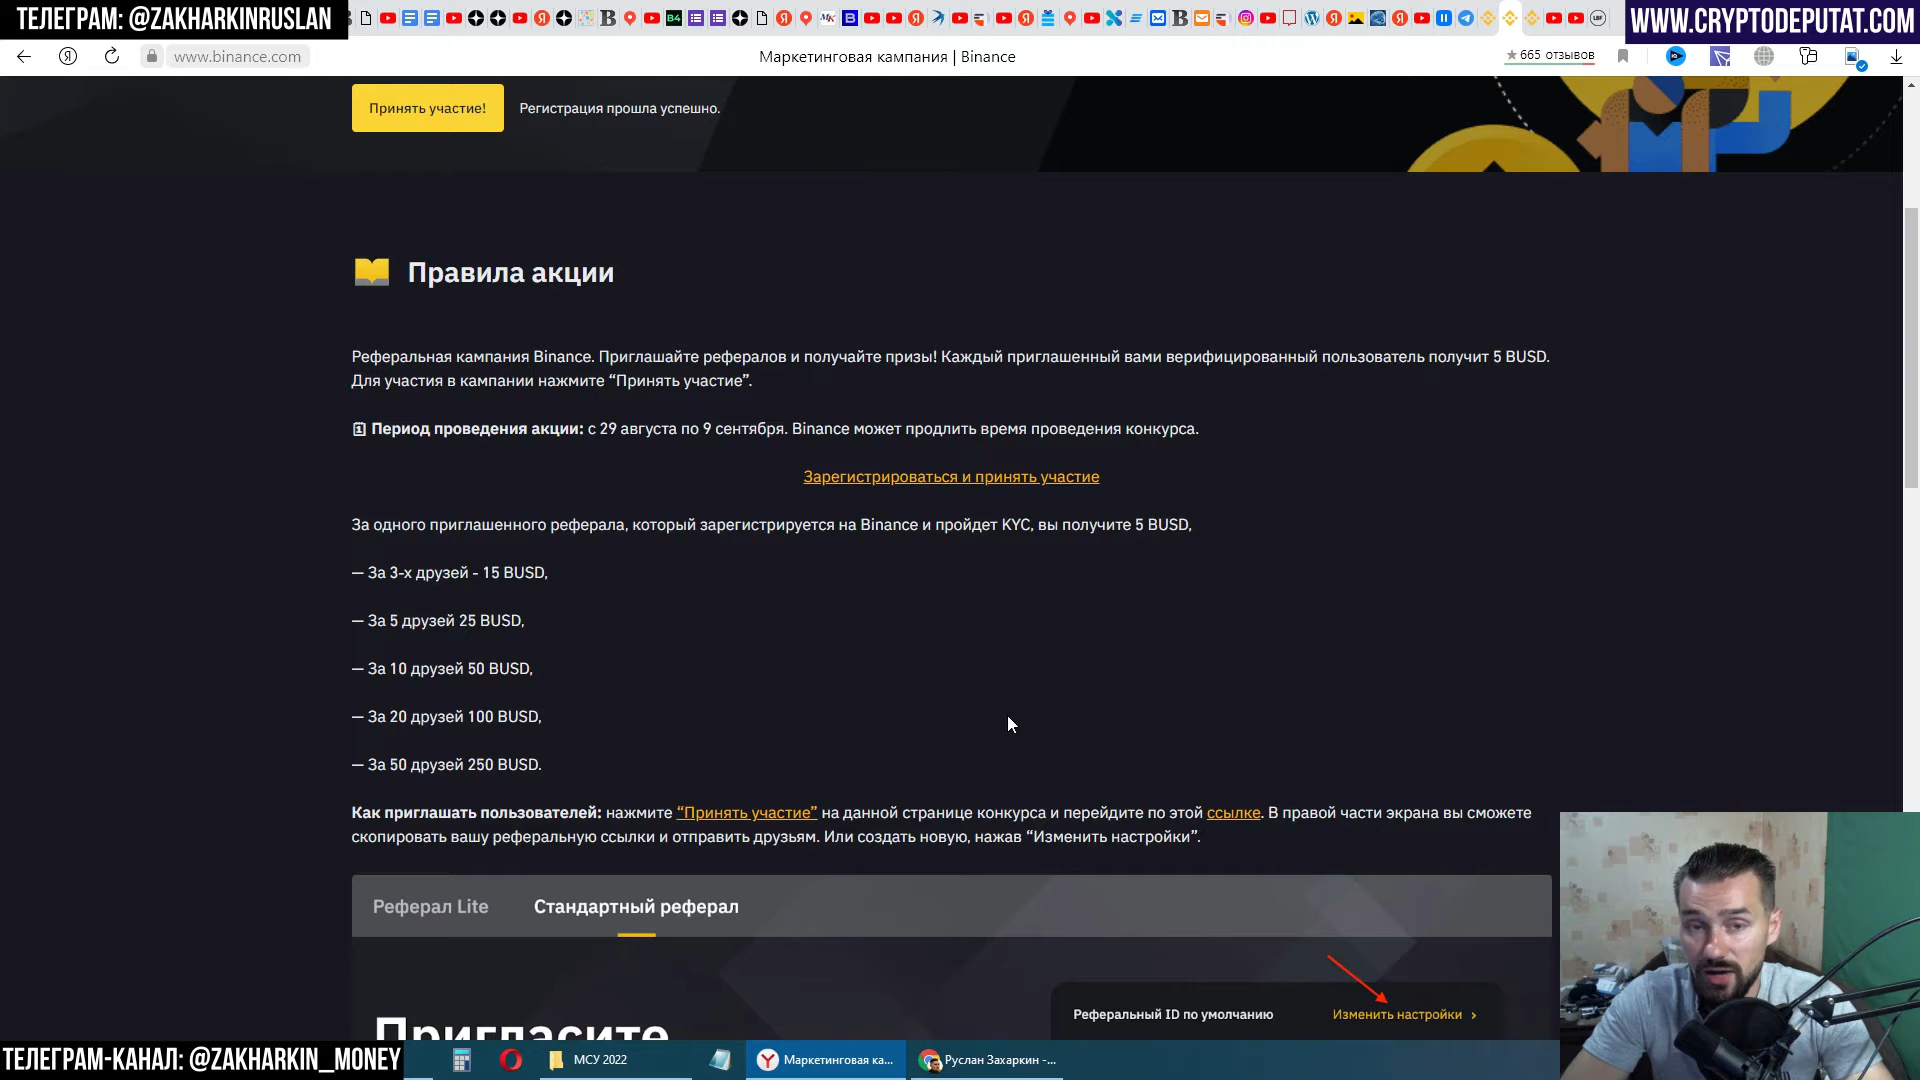 ТЕЛЕГРАМ: @ZAKHARKINRUSLAN
WWW.CRYPTODEPUTAT.COM
www.binance.com
Маркетинговая кампания | Binance
★ 665 отзывов
Принять участие!
Регистрация прошла успешно.
Правила акции
Реферальная кампания Binance. Приглашайте рефералов и получайте призы! Каждый приглашенный вами верифицированный пользователь получит 5 BUSD.
Для участия в кампании нажмите “Принять участие”.
Период проведения акции: с 29 августа по 9 сентября. Binance может продлить время проведения конкурса.
Зарегистрироваться и принять участие
За одного приглашенного реферала, который зарегистрируется на Binance и пройдет KYC, вы получите 5 BUSD,
— За 3-х друзей - 15 BUSD,
— За 5 друзей 25 BUSD,
— За 10 друзей 50 BUSD,
— За 20 друзей 100 BUSD,
— За 50 друзей 250 BUSD.
Как приглашать пользователей: нажмите “Принять участие” на данной странице конкурса и перейдите по этой ссылке. В правой части экрана вы сможете
скопировать вашу реферальную ссылки и отправить друзьям. Или создать новую, нажав “Изменить настройки”.
Реферал Lite
Стандартный реферал
Пригласите
Реферальный ID по умолчанию
Изменить настройки
ТЕЛЕГРАМ-КАНАЛ: @ZAKHARKIN_MONEY
МСУ 2022
Маркетинговая ка...
Руслан Захаркин -...